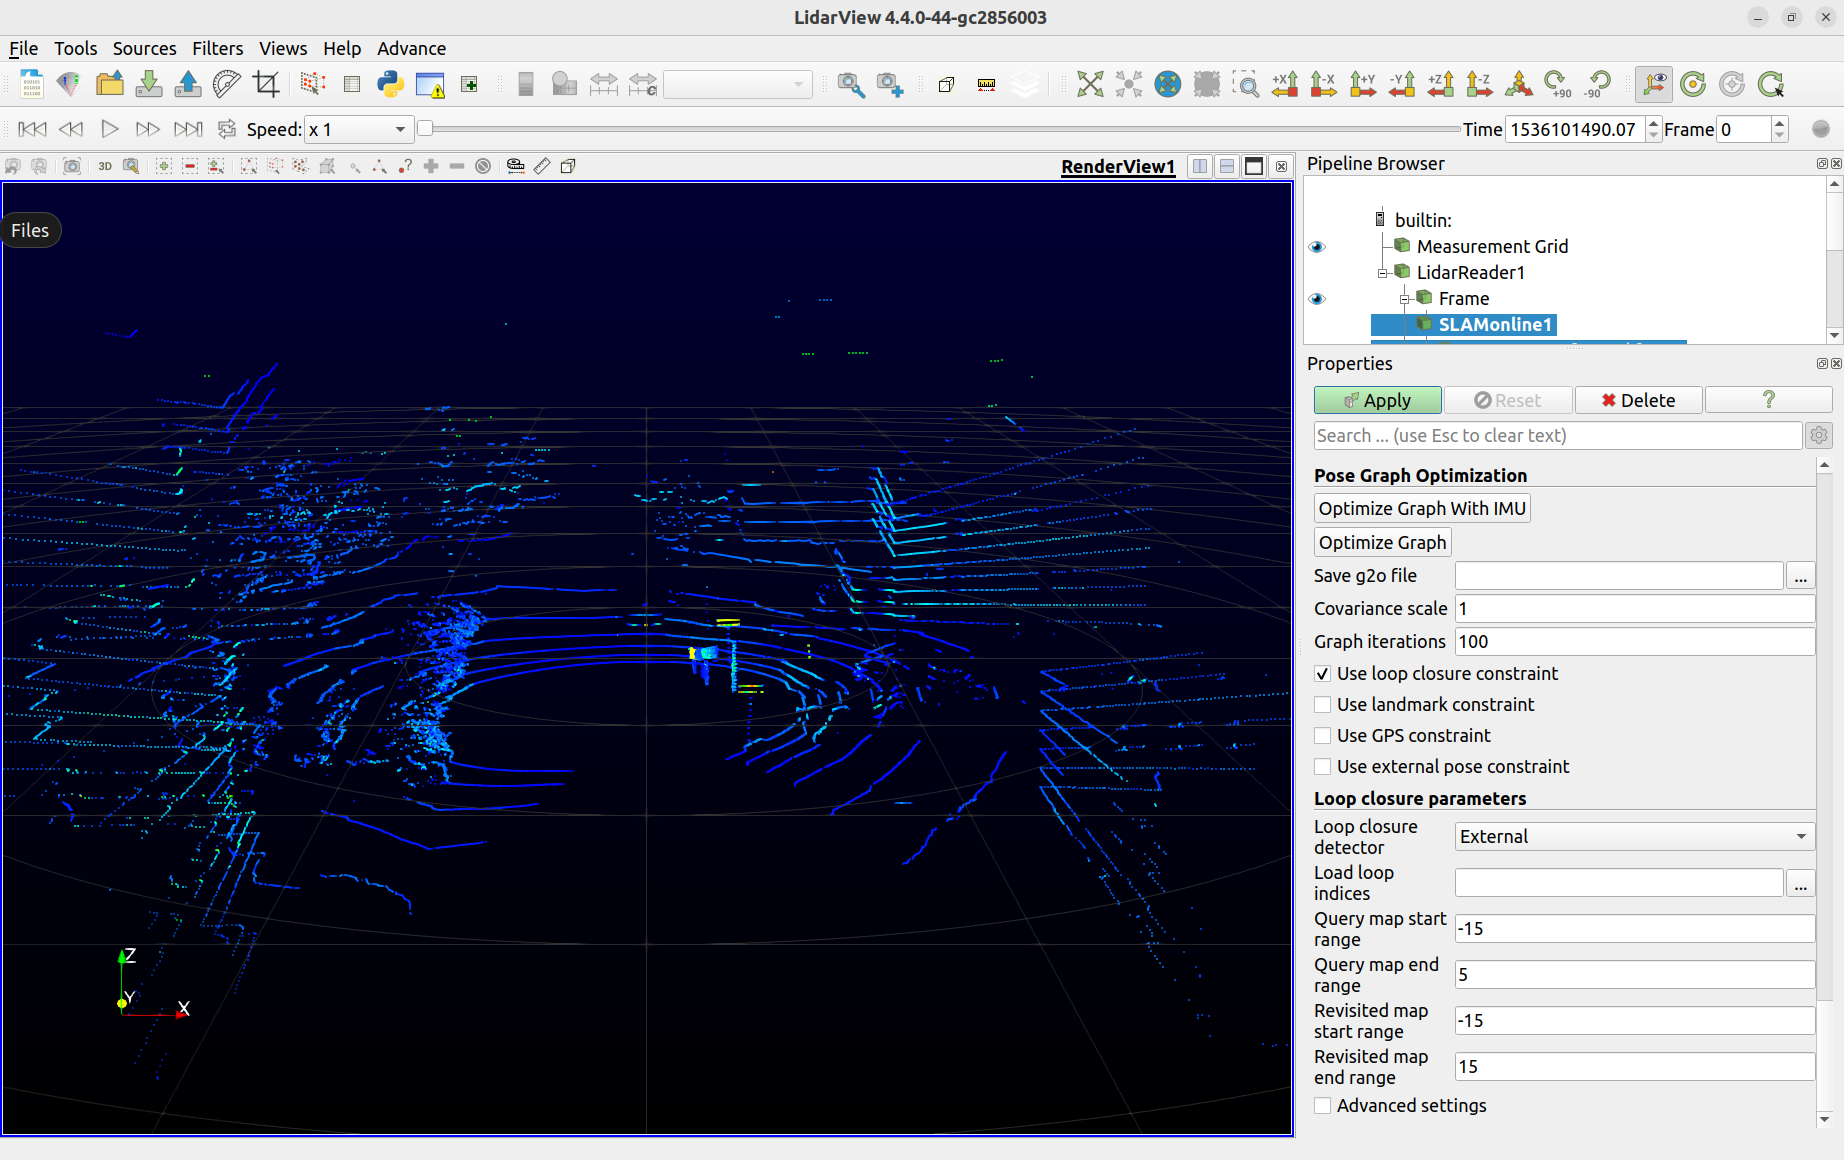 LidarView 4.4.0-44-gc2856003
File Tools Sources Filters Views Help Advance
+X -X +Y -Y +Z -Z +90 -90
Speed: x 1 Time 1536101490.07 Frame 0
3D RenderView1
Files
Z
Y
X
Pipeline Browser
builtin:
Measurement Grid
LidarReader1
Frame
SLAMonline1
Properties
Apply Reset Delete ?
Search ... (use Esc to clear text)
Pose Graph Optimization
Optimize Graph With IMU
Optimize Graph
Save g2o file ...
Covariance scale 1
Graph iterations 100
Use loop closure constraint
Use landmark constraint
Use GPS constraint
Use external pose constraint
Loop closure parameters
Loop closure
detector External
Load loop
indices ...
Query map start
range -15
Query map end
range 5
Revisited map
start range -15
Revisited map
end range 15
Advanced settings